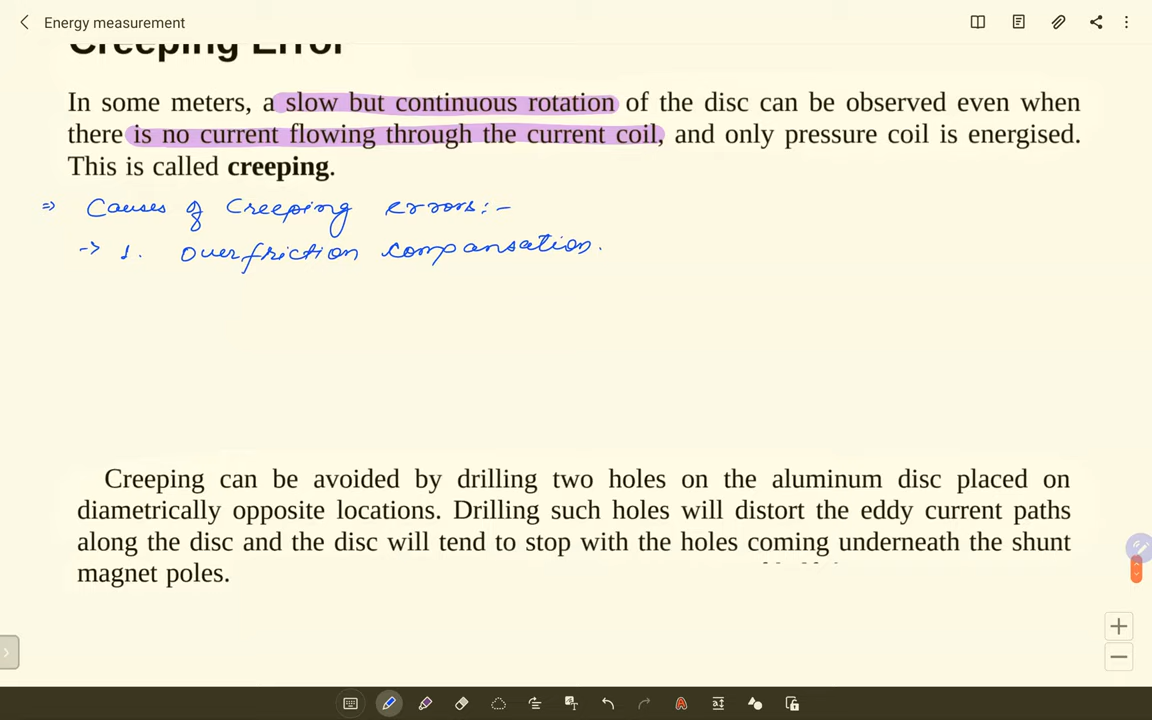 Energy measurement
Creeping Error
In some meters, a slow but continuous rotation of the disc can be observed even when
there is no current flowing through the current coil, and only pressure coil is energised.
This is called creeping.
=> Causes of Creeping errors:-
-> 1. Overfriction compansation.
Creeping can be avoided by drilling two holes on the aluminum disc placed on
diametrically opposite locations. Drilling such holes will distort the eddy current paths
along the disc and the disc will tend to stop with the holes coming underneath the shunt
magnet poles.